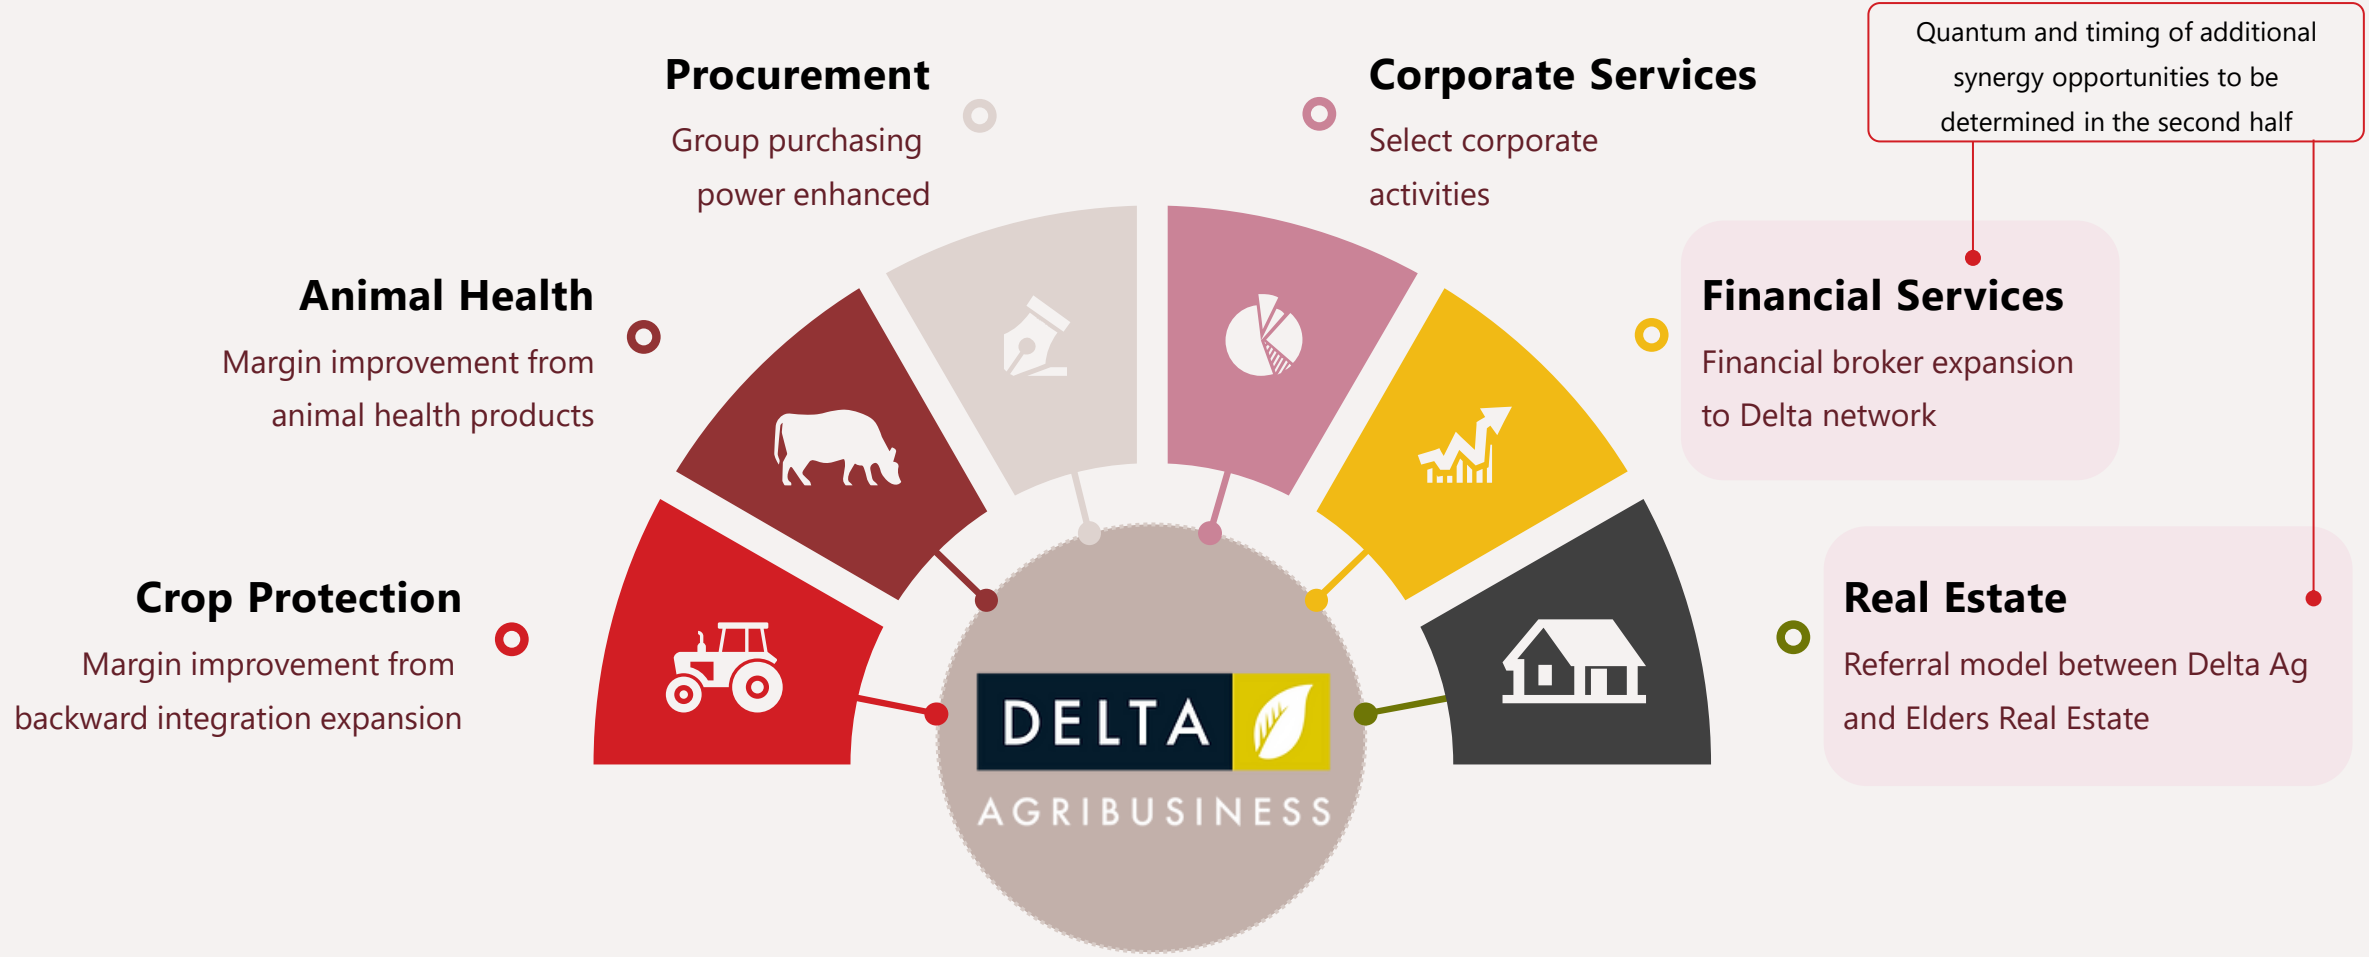 Quantum and timing of additional
synergy opportunities to be
determined in the second half
Procurement
Group purchasing
power enhanced
Corporate Services
Select corporate
activities
Animal Health
Margin improvement from
animal health products
Financial Services
Financial broker expansion
to Delta network
Crop Protection
Margin improvement from
backward integration expansion
Real Estate
Referral model between Delta Ag
and Elders Real Estate
DELTA
AGRIBUSINESS